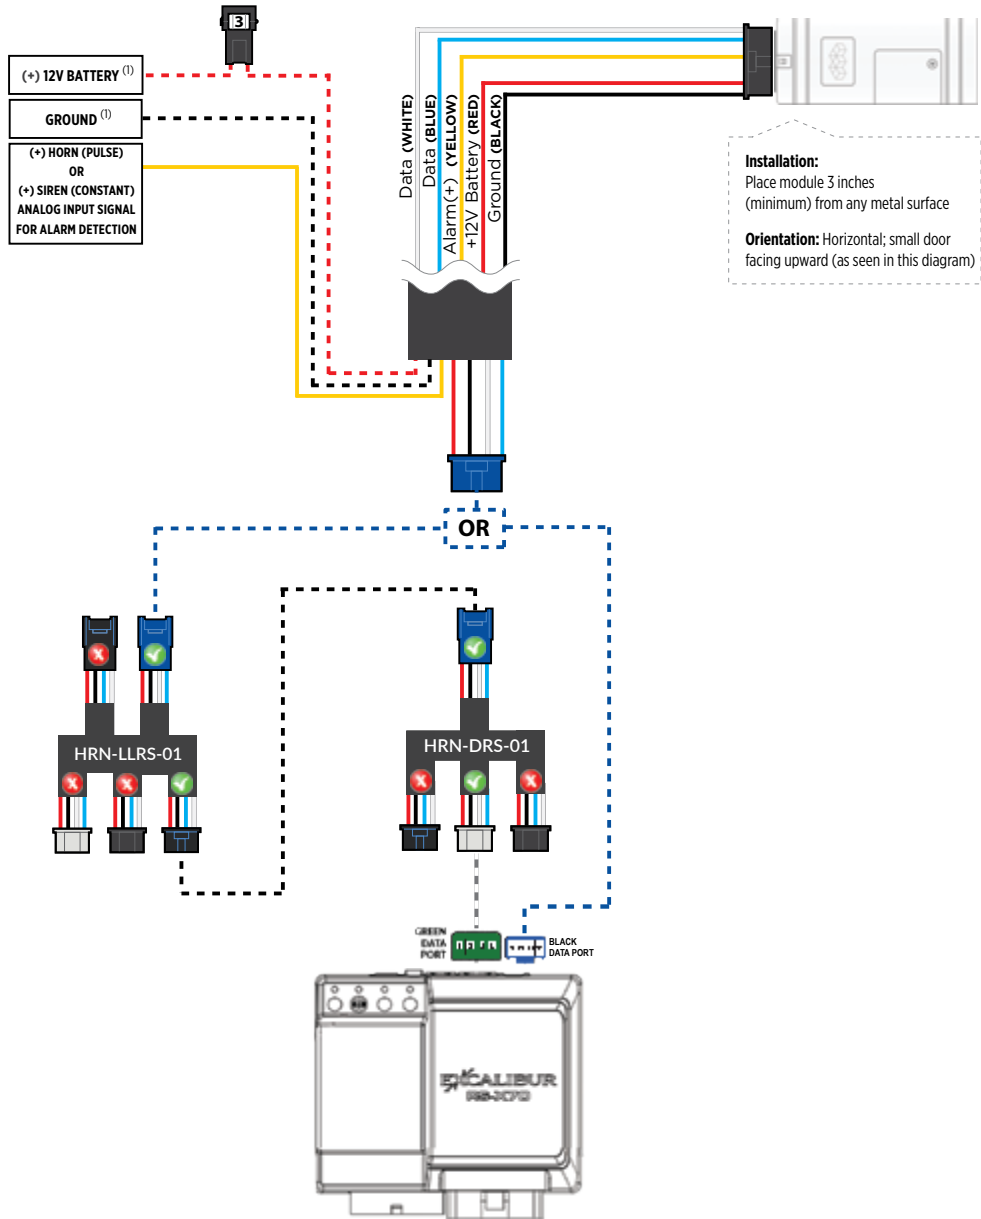 3
(+) 12V BATTERY (1)
GROUND (1)
(+) HORN (PULSE)
OR
(+) SIREN (CONSTANT)
ANALOG INPUT SIGNAL
FOR ALARM DETECTION
Data (WHITE)
Data (BLUE)
Alarm(+) (YELLOW)
+12V Battery (RED)
Ground (BLACK)
Installation:
Place module 3 inches
(minimum) from any metal surface
Orientation: Horizontal; small door
facing upward (as seen in this diagram)
OR
HRN-LLRS-01
HRN-DRS-01
GREEN
DATA
PORT
BLACK
DATA PORT
EXCALIBUR
RS-X70